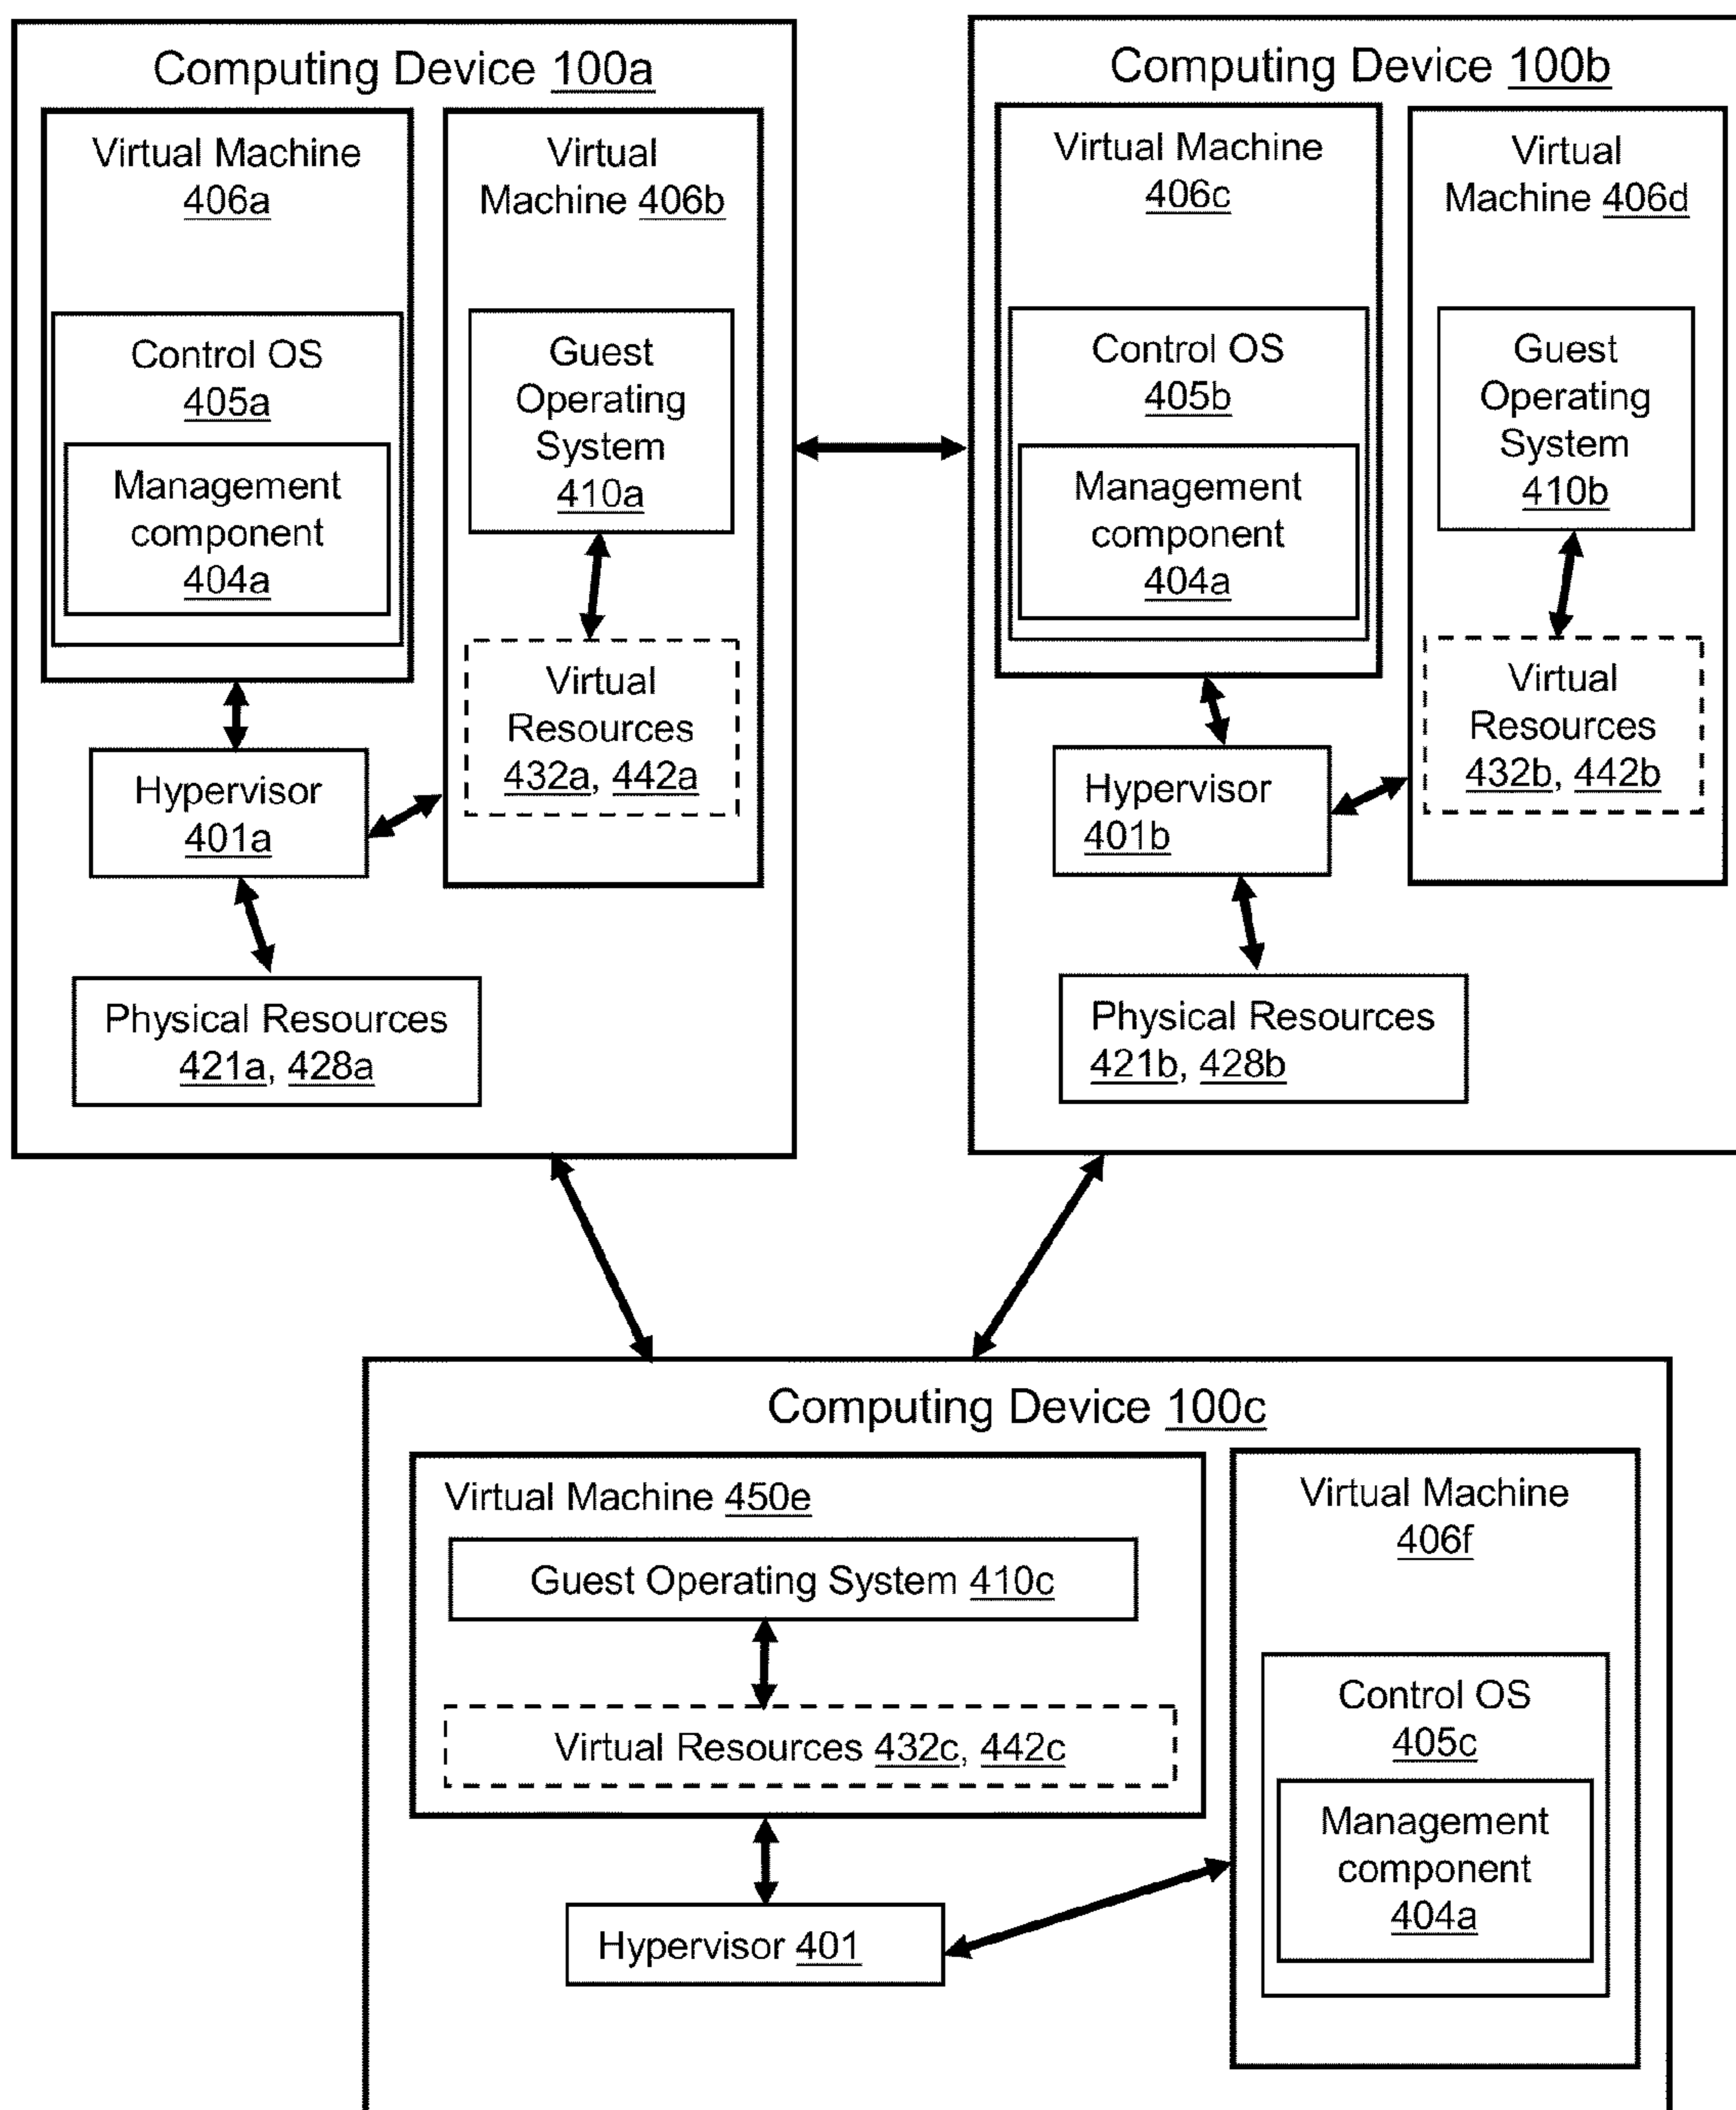 Computing Device 100a
Virtual Machine
406a
Control OS
405a
Management
component
404a
Virtual
Machine 406b
Guest
Operating
System
410a
Virtual
Resources
432a, 442a
Hypervisor
401a
Physical Resources
421a, 428a
Computing Device 100b
Virtual Machine
406c
Control OS
405b
Management
component
404a
Virtual
Machine 406d
Guest
Operating
System
410b
Virtual
Resources
432b, 442b
Hypervisor
401b
Physical Resources
421b, 428b
Computing Device 100c
Virtual Machine 450e
Guest Operating System 410c
Virtual Resources 432c, 442c
Hypervisor 401
Virtual Machine
406f
Control OS
405c
Management
component
404a